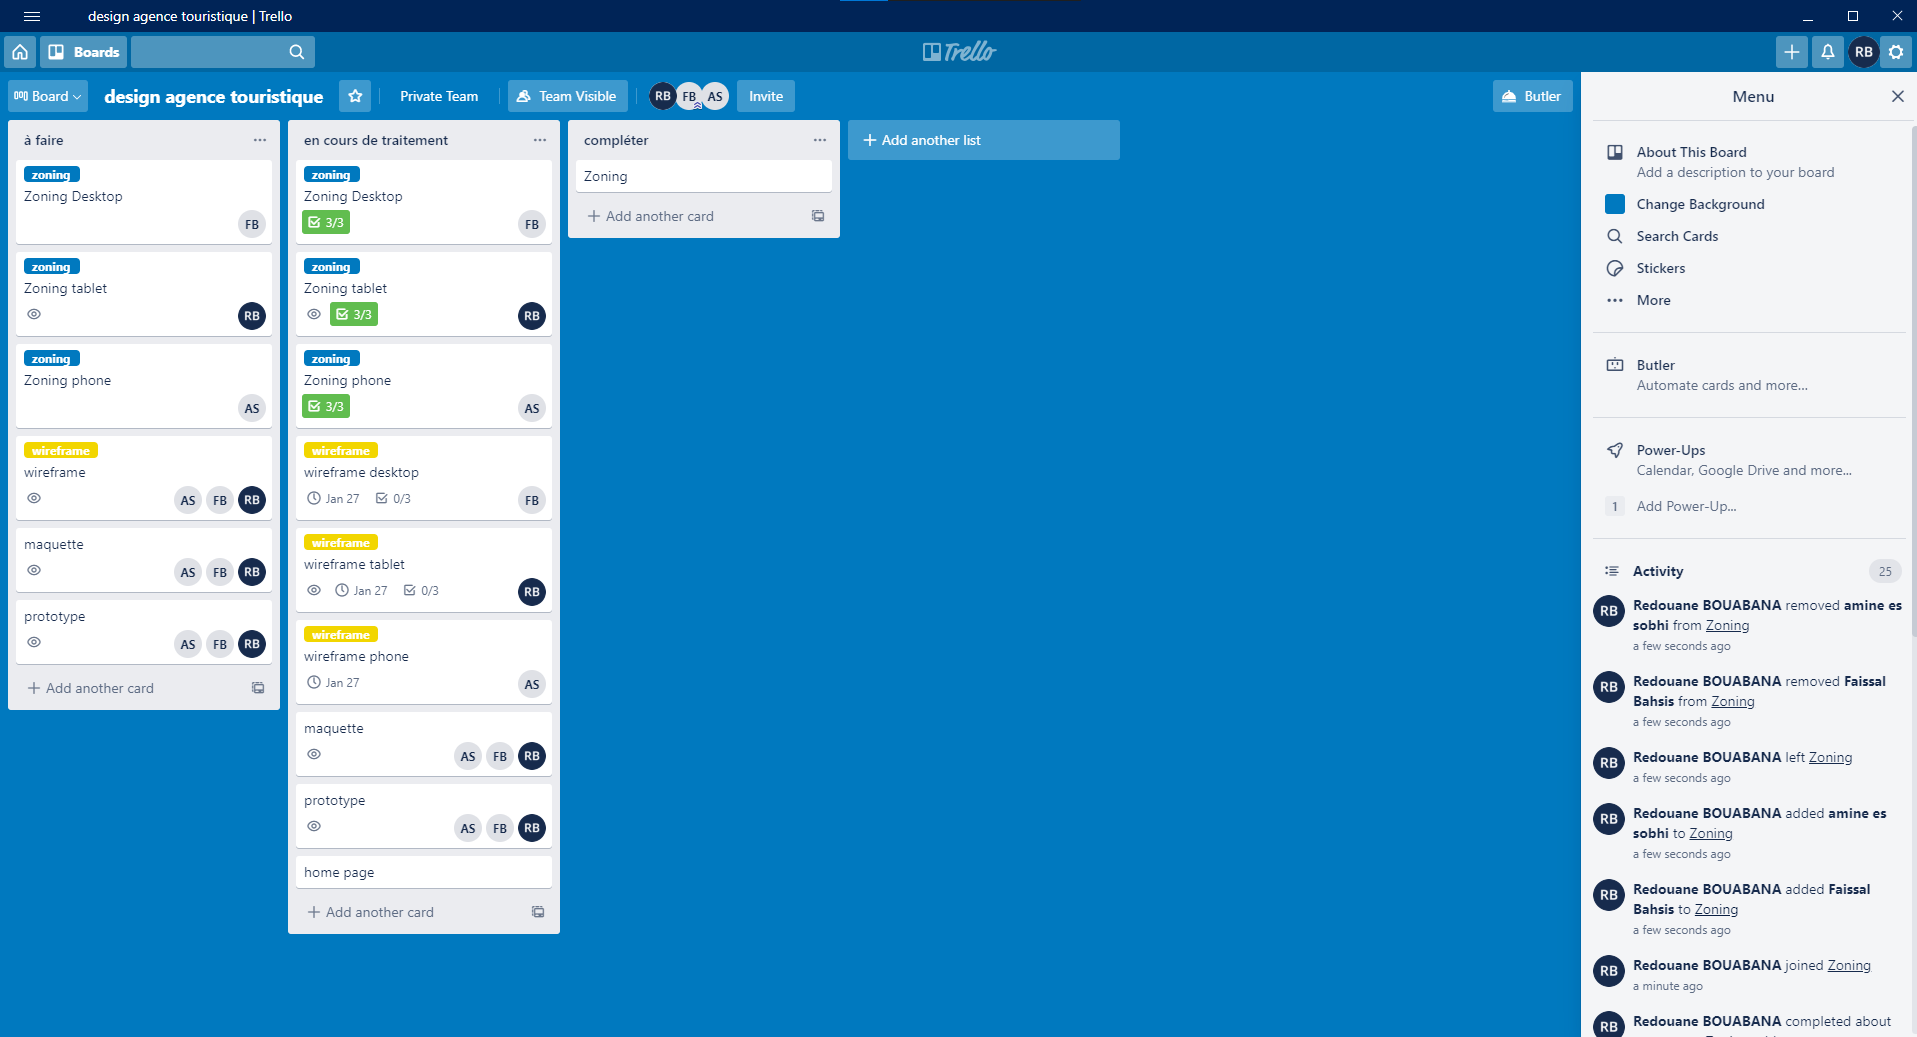 design agence touristique | Trello
Boards
Trello
RB
Board
design agence touristique
Private Team
Team Visible
RB FB AS
Invite
Butler
à faire
zoning
Zoning Desktop
FB
zoning
Zoning tablet
RB
zoning
Zoning phone
AS
wireframe
wireframe
AS FB RB
maquette
AS FB RB
prototype
AS FB RB
Add another card
en cours de traitement
zoning
Zoning Desktop
3/3
FB
zoning
Zoning tablet
3/3
RB
zoning
Zoning phone
3/3
AS
wireframe
wireframe desktop
Jan 27 0/3
FB
wireframe
wireframe tablet
Jan 27 0/3
RB
wireframe
wireframe phone
Jan 27
AS
maquette
AS FB RB
prototype
AS FB RB
home page
Add another card
compléter
Zoning
Add another card
Add another list
Menu
About This Board
Add a description to your board
Change Background
Search Cards
Stickers
More
Butler
Automate cards and more...
Power-Ups
Calendar, Google Drive and more...
1 Add Power-Up...
Activity 25
RB
Redouane BOUABANA removed amine es
sobhi from Zoning
a few seconds ago
RB
Redouane BOUABANA removed Faissal
Bahsis from Zoning
a few seconds ago
RB
Redouane BOUABANA left Zoning
a few seconds ago
RB
Redouane BOUABANA added amine es
sobhi to Zoning
a few seconds ago
RB
Redouane BOUABANA added Faissal
Bahsis to Zoning
a few seconds ago
RB
Redouane BOUABANA joined Zoning
a minute ago
RB
Redouane BOUABANA completed about